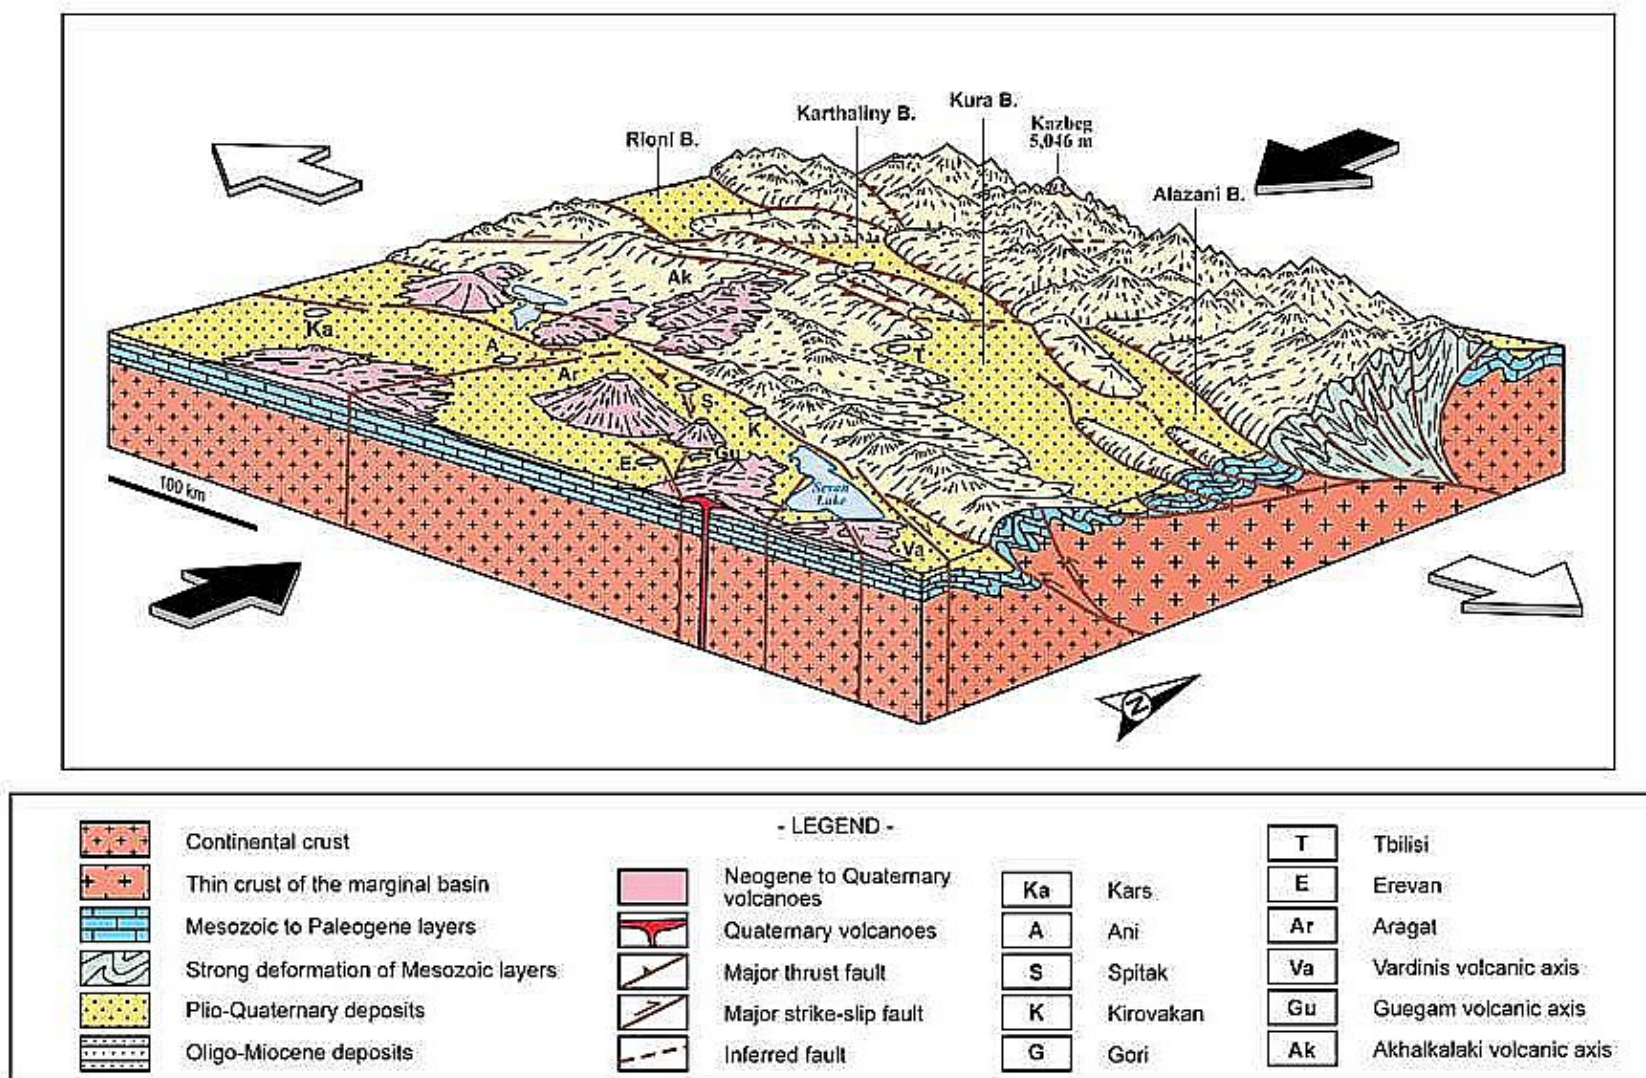 Kura B.
Karthaliny B.
Kazbeg
5,046 m
Rioni B.
Alazani B.
Ak
Ka
A
T
Ar
S
K
Gu
E
Sevan
Lake
100 km
Va
N
- LEGEND -
Continental crust
Thin crust of the marginal basin
Mesozoic to Paleogene layers
Strong deformation of Mesozoic layers
Plio-Quaternary deposits
Oligo-Miocene deposits
Neogene to Quaternary
volcanoes
Quaternary volcanoes
Major thrust fault
Major strike-slip fault
Inferred fault
Ka Kars
A Ani
S Spitak
K Kirovakan
G Gori
T Tbilisi
E Erevan
Ar Aragat
Va Vardinis volcanic axis
Gu Guegam volcanic axis
Ak Akhalkalaki volcanic axis